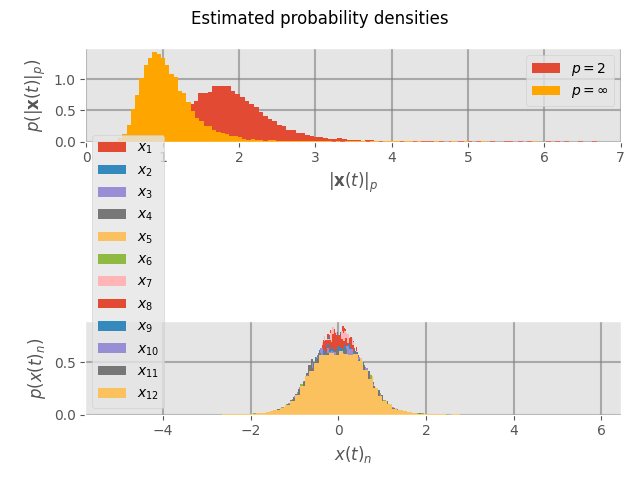 Estimated probability densities
p(|𝐱(t)|ₚ)
1.0
0.5
0.0
p = 2
p = ∞
0 1 2 3 4 5 6 7
|𝐱(t)|ₚ
x₁
x₂
x₃
x₄
x₅
x₆
x₇
x₈
x₉
x₁₀
x₁₁
x₁₂
p(x(t)ₙ)
0.5
0.0
−4 −2 0 2 4 6
x(t)ₙ